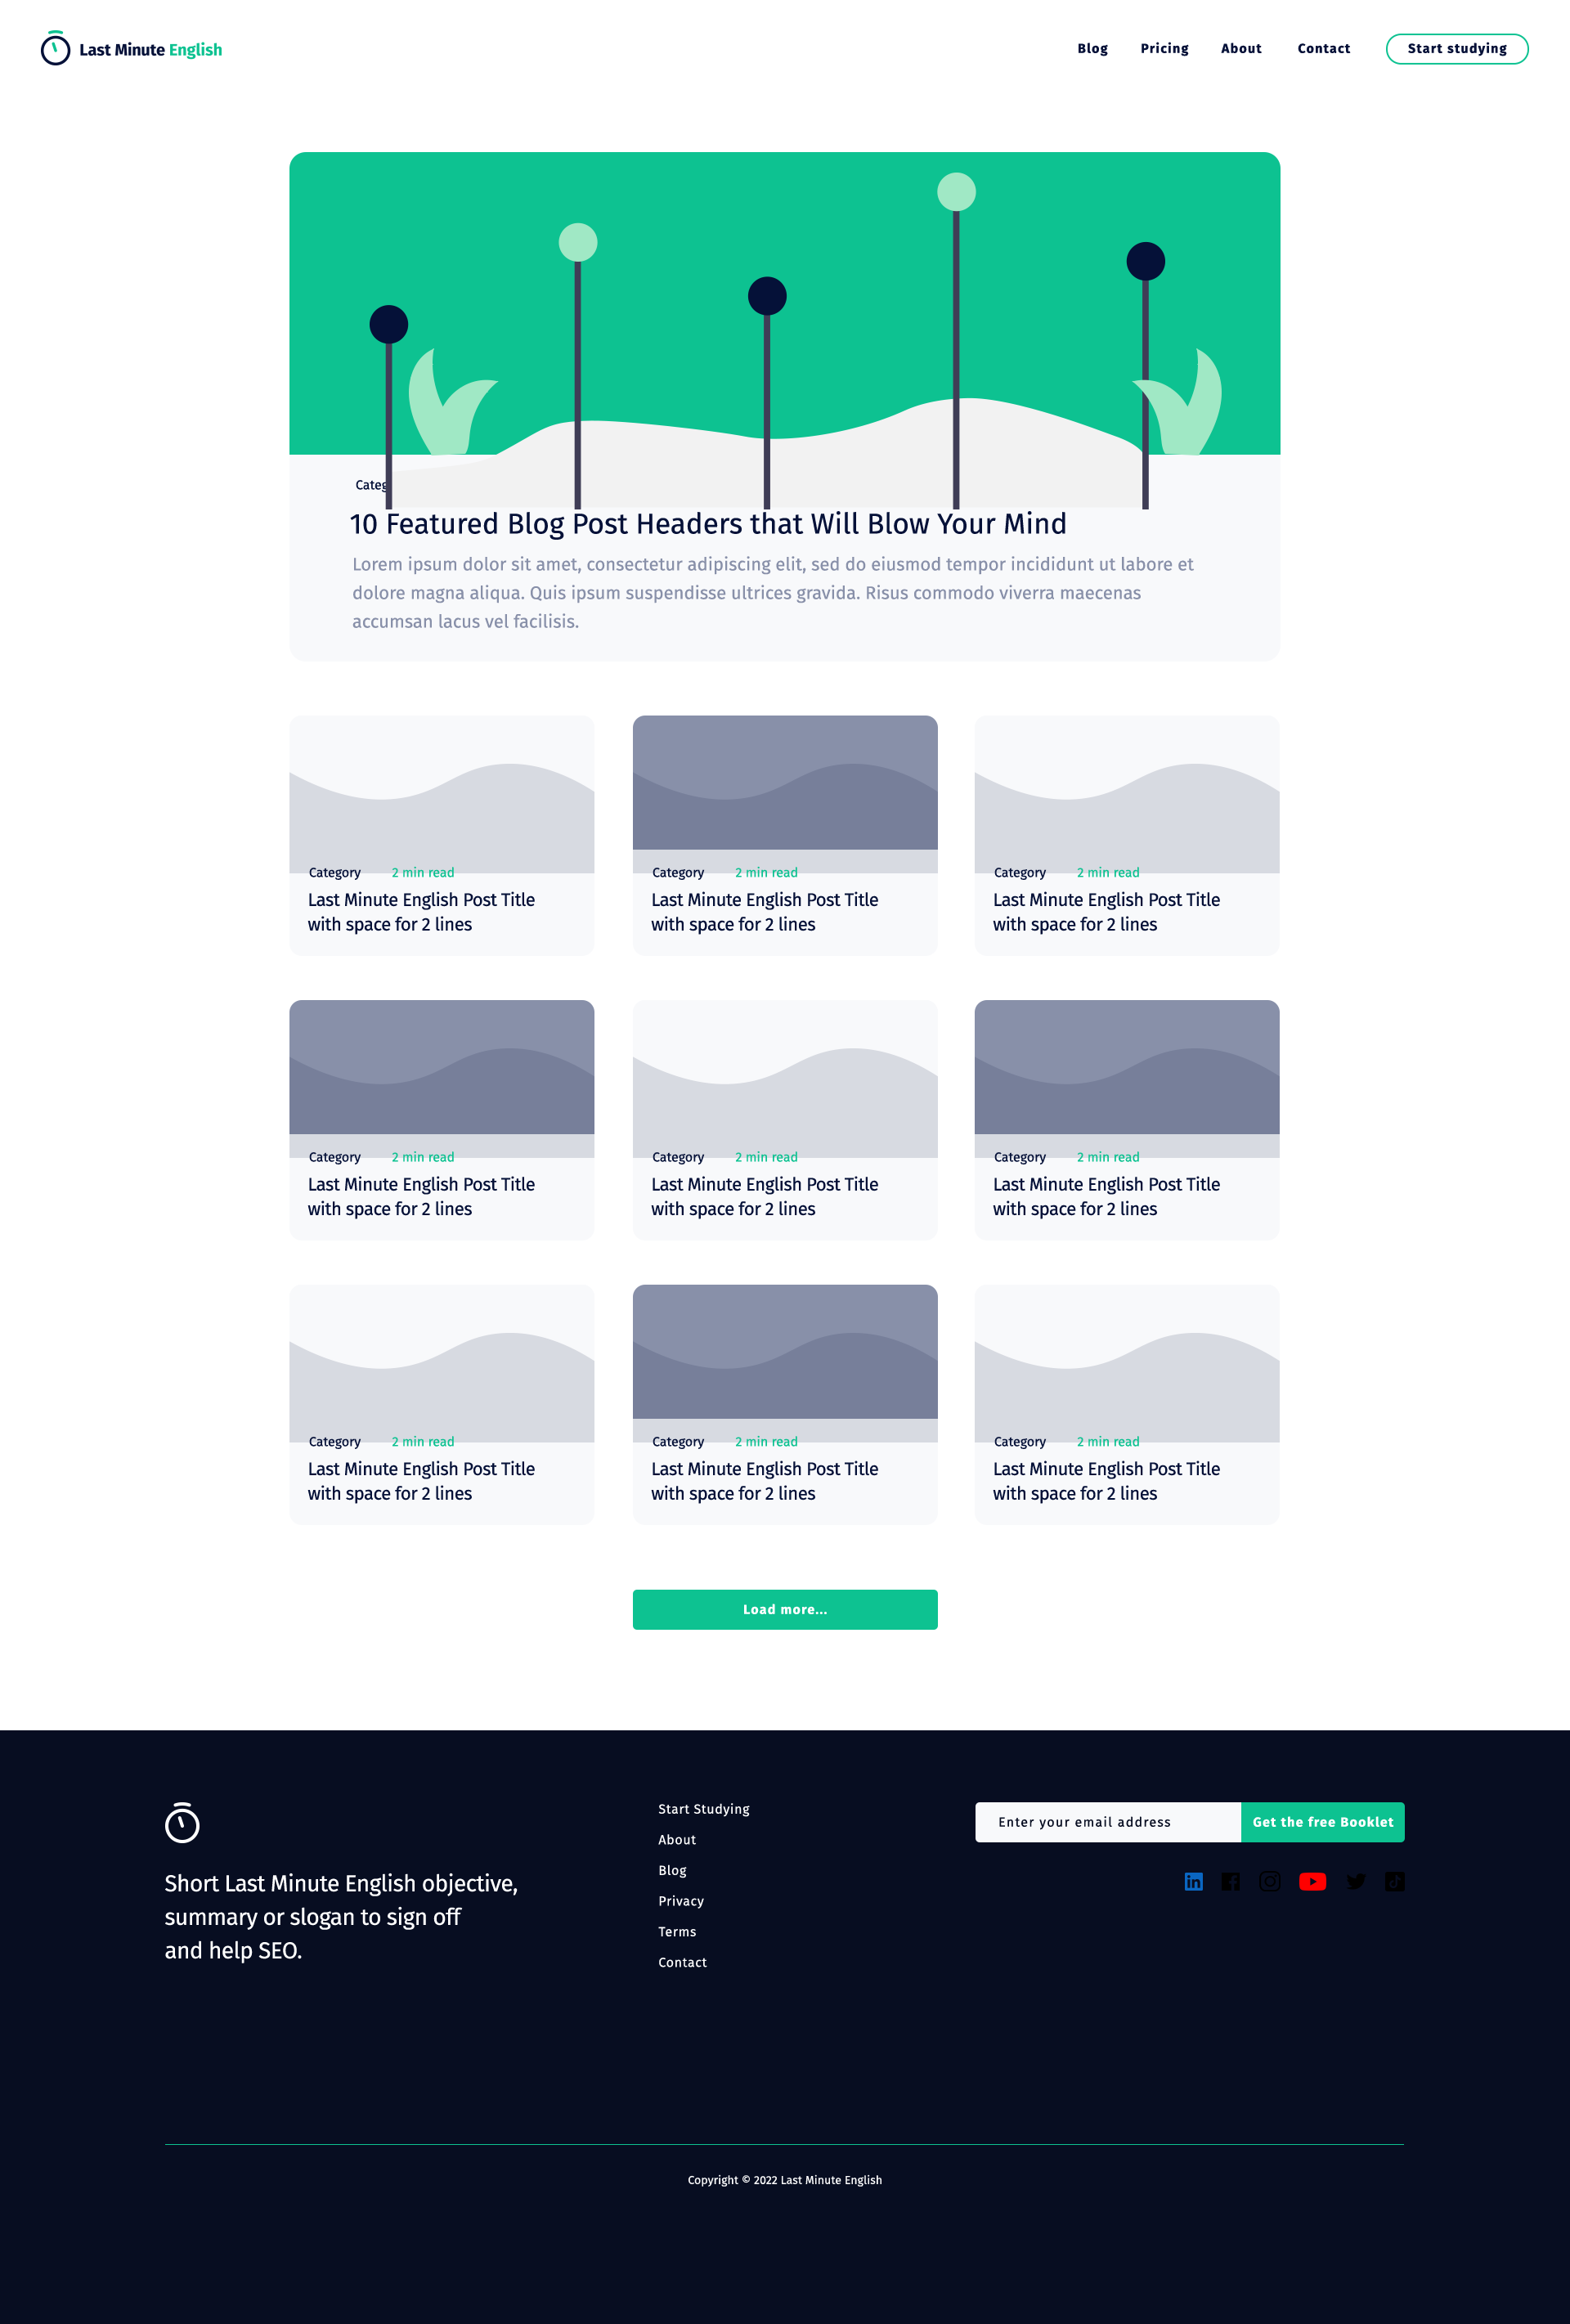 Last Minute English
Blog Pricing About Contact Start studying
Categ
10 Featured Blog Post Headers that Will Blow Your Mind
Lorem ipsum dolor sit amet, consectetur adipiscing elit, sed do eiusmod tempor incididunt ut labore et
dolore magna aliqua. Quis ipsum suspendisse ultrices gravida. Risus commodo viverra maecenas
accumsan lacus vel facilisis.
Category 2 min read
Last Minute English Post Title
with space for 2 lines
Category 2 min read
Last Minute English Post Title
with space for 2 lines
Category 2 min read
Last Minute English Post Title
with space for 2 lines
Category 2 min read
Last Minute English Post Title
with space for 2 lines
Category 2 min read
Last Minute English Post Title
with space for 2 lines
Category 2 min read
Last Minute English Post Title
with space for 2 lines
Category 2 min read
Last Minute English Post Title
with space for 2 lines
Category 2 min read
Last Minute English Post Title
with space for 2 lines
Category 2 min read
Last Minute English Post Title
with space for 2 lines
Load more...
Short Last Minute English objective,
summary or slogan to sign off
and help SEO.
Start Studying
About
Blog
Privacy
Terms
Contact
Enter your email address Get the free Booklet
Copyright © 2022 Last Minute English